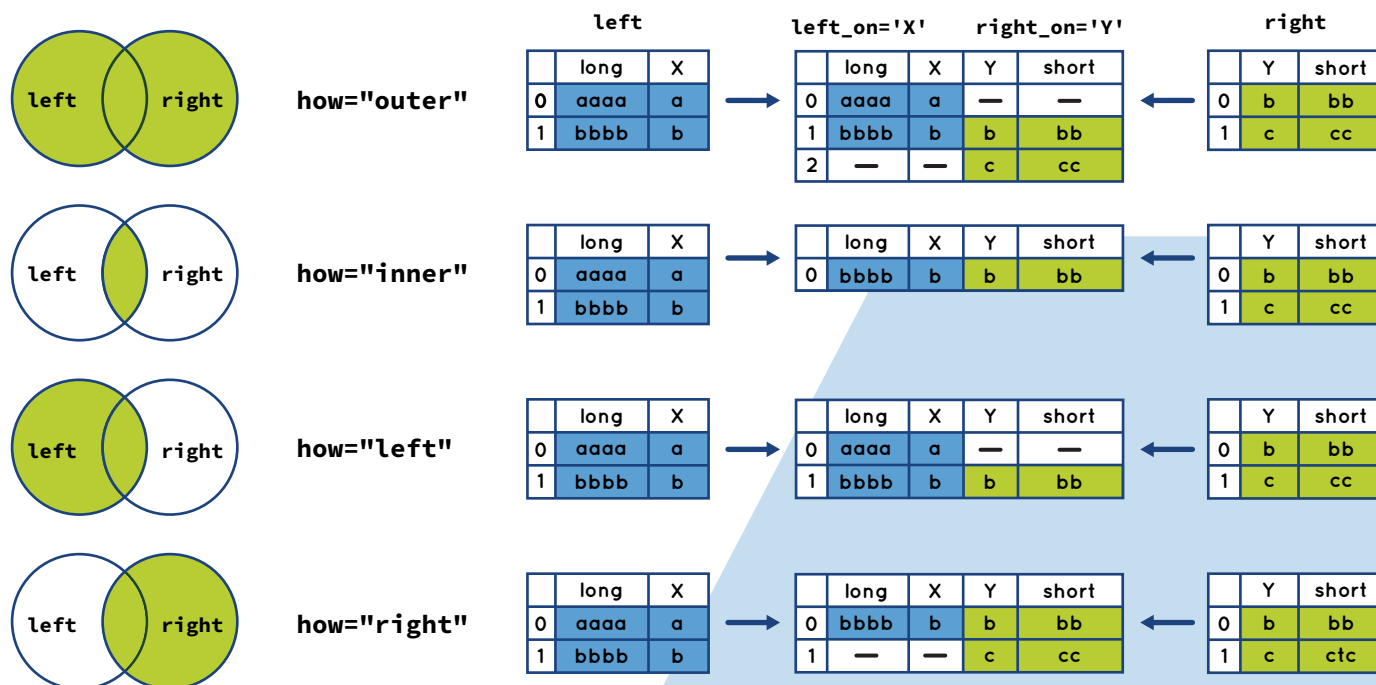 left left_on='X' right_on='Y' right
left right how="outer"
long X long X Y short Y short
0 aaaa a 0 aaaa a — — 0 b bb
1 bbbb b 1 bbbb b b bb 1 c cc
2 — — c cc
left right how="inner"
long X long X Y short Y short
0 aaaa a 0 bbbb b b bb 0 b bb
1 bbbb b 1 c cc
left right how="left"
long X long X Y short Y short
0 aaaa a 0 aaaa a — — 0 b bb
1 bbbb b 1 bbbb b b bb 1 c cc
left right how="right"
long X long X Y short Y short
0 aaaa a 0 bbbb b b bb 0 b bb
1 bbbb b 1 — — c cc 1 c ctc